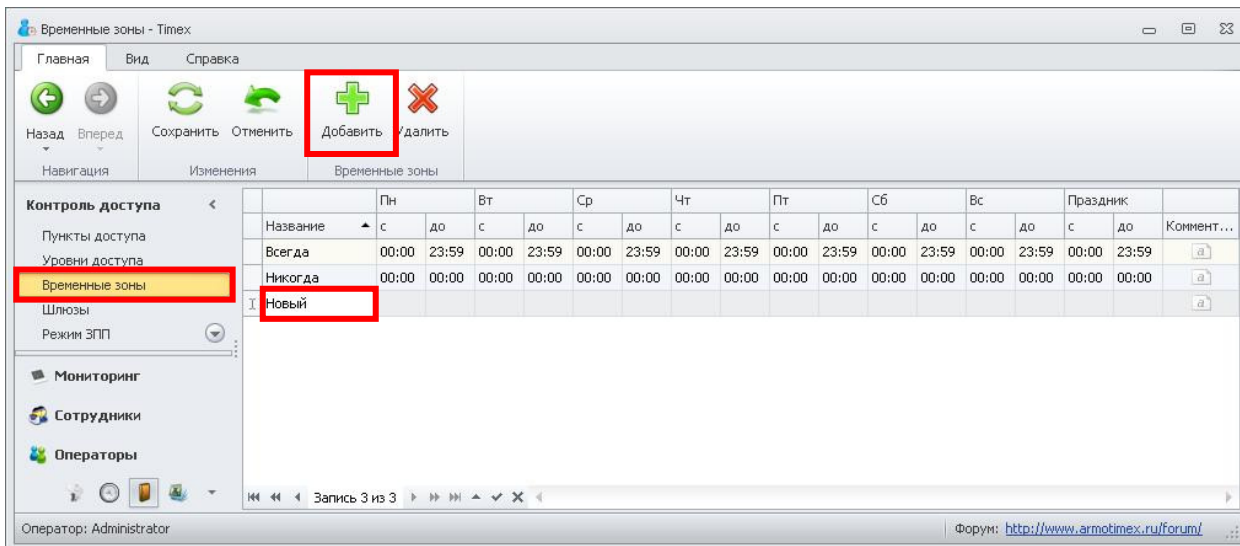 Временные зоны - Timex
Главная Вид Справка
Назад Вперед Сохранить Отменить Добавить Удалить
Навигация Изменения Временные зоны
Контроль доступа
Пункты доступа
Уровни доступа
Временные зоны
Шлюзы
Режим ЗПП
Мониторинг
Сотрудники
Операторы
Пн Вт Ср Чт Пт Сб Вс Праздник
Название с до с до с до с до с до с до с до с до Коммент...
Всегда 00:00 23:59 00:00 23:59 00:00 23:59 00:00 23:59 00:00 23:59 00:00 23:59 00:00 23:59 00:00 23:59 a
Никогда 00:00 00:00 00:00 00:00 00:00 00:00 00:00 00:00 00:00 00:00 00:00 00:00 00:00 00:00 00:00 00:00 a
Новый a
Запись 3 из 3
Оператор: Administrator Форум: http://www.armotimex.ru/forum/